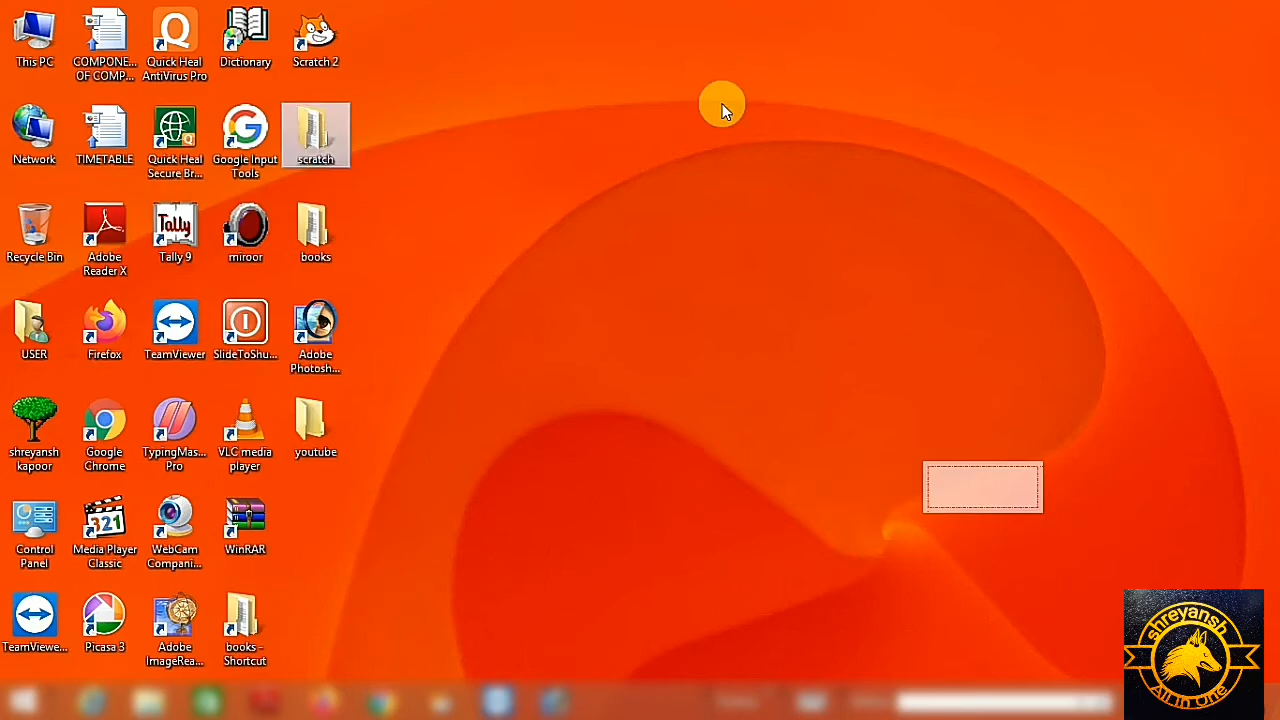 This PC
COMPONE...
OF COMP...
Quick Heal
AntiVirus Pro
Dictionary
Scratch 2
Network
TIMETABLE
Quick Heal
Secure Br...
Google Input
Tools
scratch
Recycle Bin
Adobe
Reader X
Tally
Tally 9
miroor
books
USER
Firefox
TeamViewer
SlideToShu...
Adobe
Photosh...
shreyansh
kapoor
Google
Chrome
TypingMas...
Pro
VLC media
player
youtube
Control
Panel
321
Media Player
Classic
WebCam
Compani...
WinRAR
TeamViewe...
Picasa 3
Adobe
ImageRea...
books -
Shortcut
shreyansh
All in One